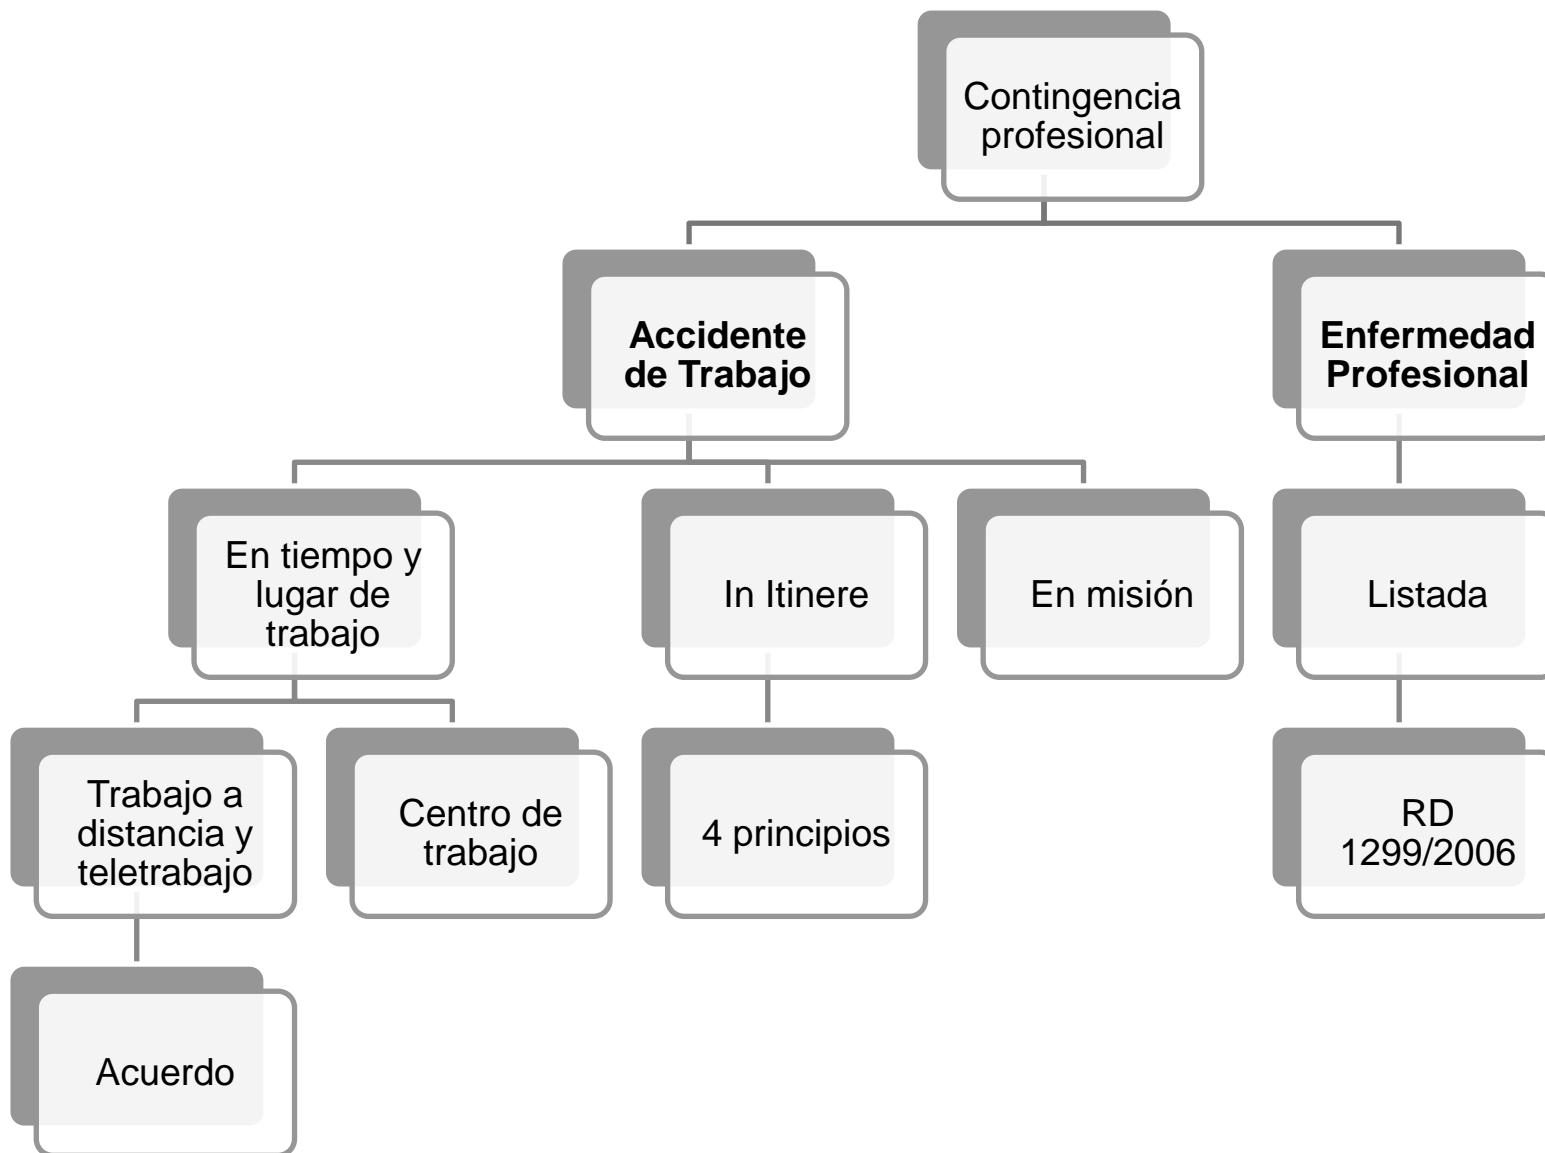 Contingencia
profesional
Accidente
de Trabajo
Enfermedad
Profesional
En tiempo y
lugar de
trabajo
In Itinere
En misión
Listada
Trabajo a
distancia y
teletrabajo
Centro de
trabajo
4 principios
RD
1299/2006
Acuerdo